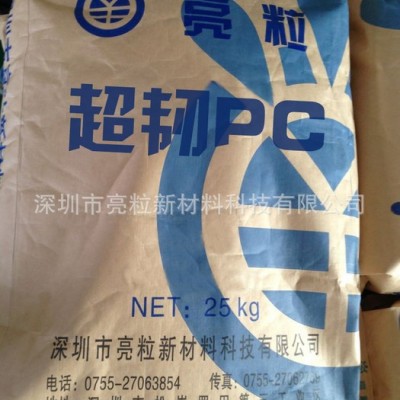 亮粒
超韧PC
深圳市亮粒新材料科技有限公司
NET: 25kg
深圳市亮粒新材料科技有限公司
电话: 0755-27063854 传真: 0755-2706